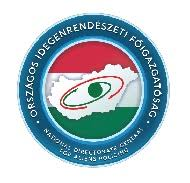 ORSZÁGOS IDEGENRENDÉSZETI FŐIGAZGATÓSÁG
NATIONAL DIRECTORATE-GENERAL
FOR ALIENS POLICING